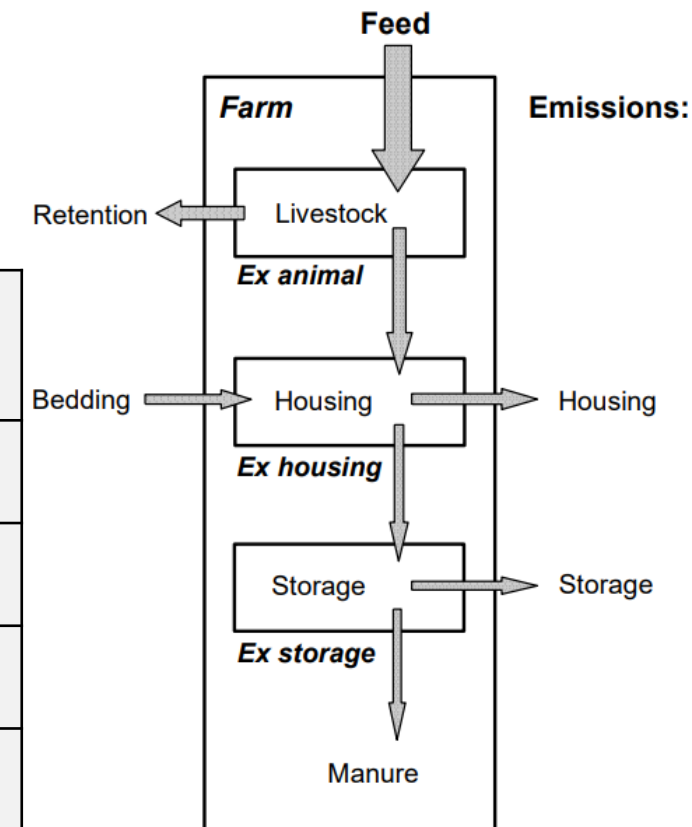 Feed
Farm
Emissions:
Retention
Livestock
Ex animal
Bedding
Housing
Housing
Ex housing
Storage
Storage
Ex storage
Manure